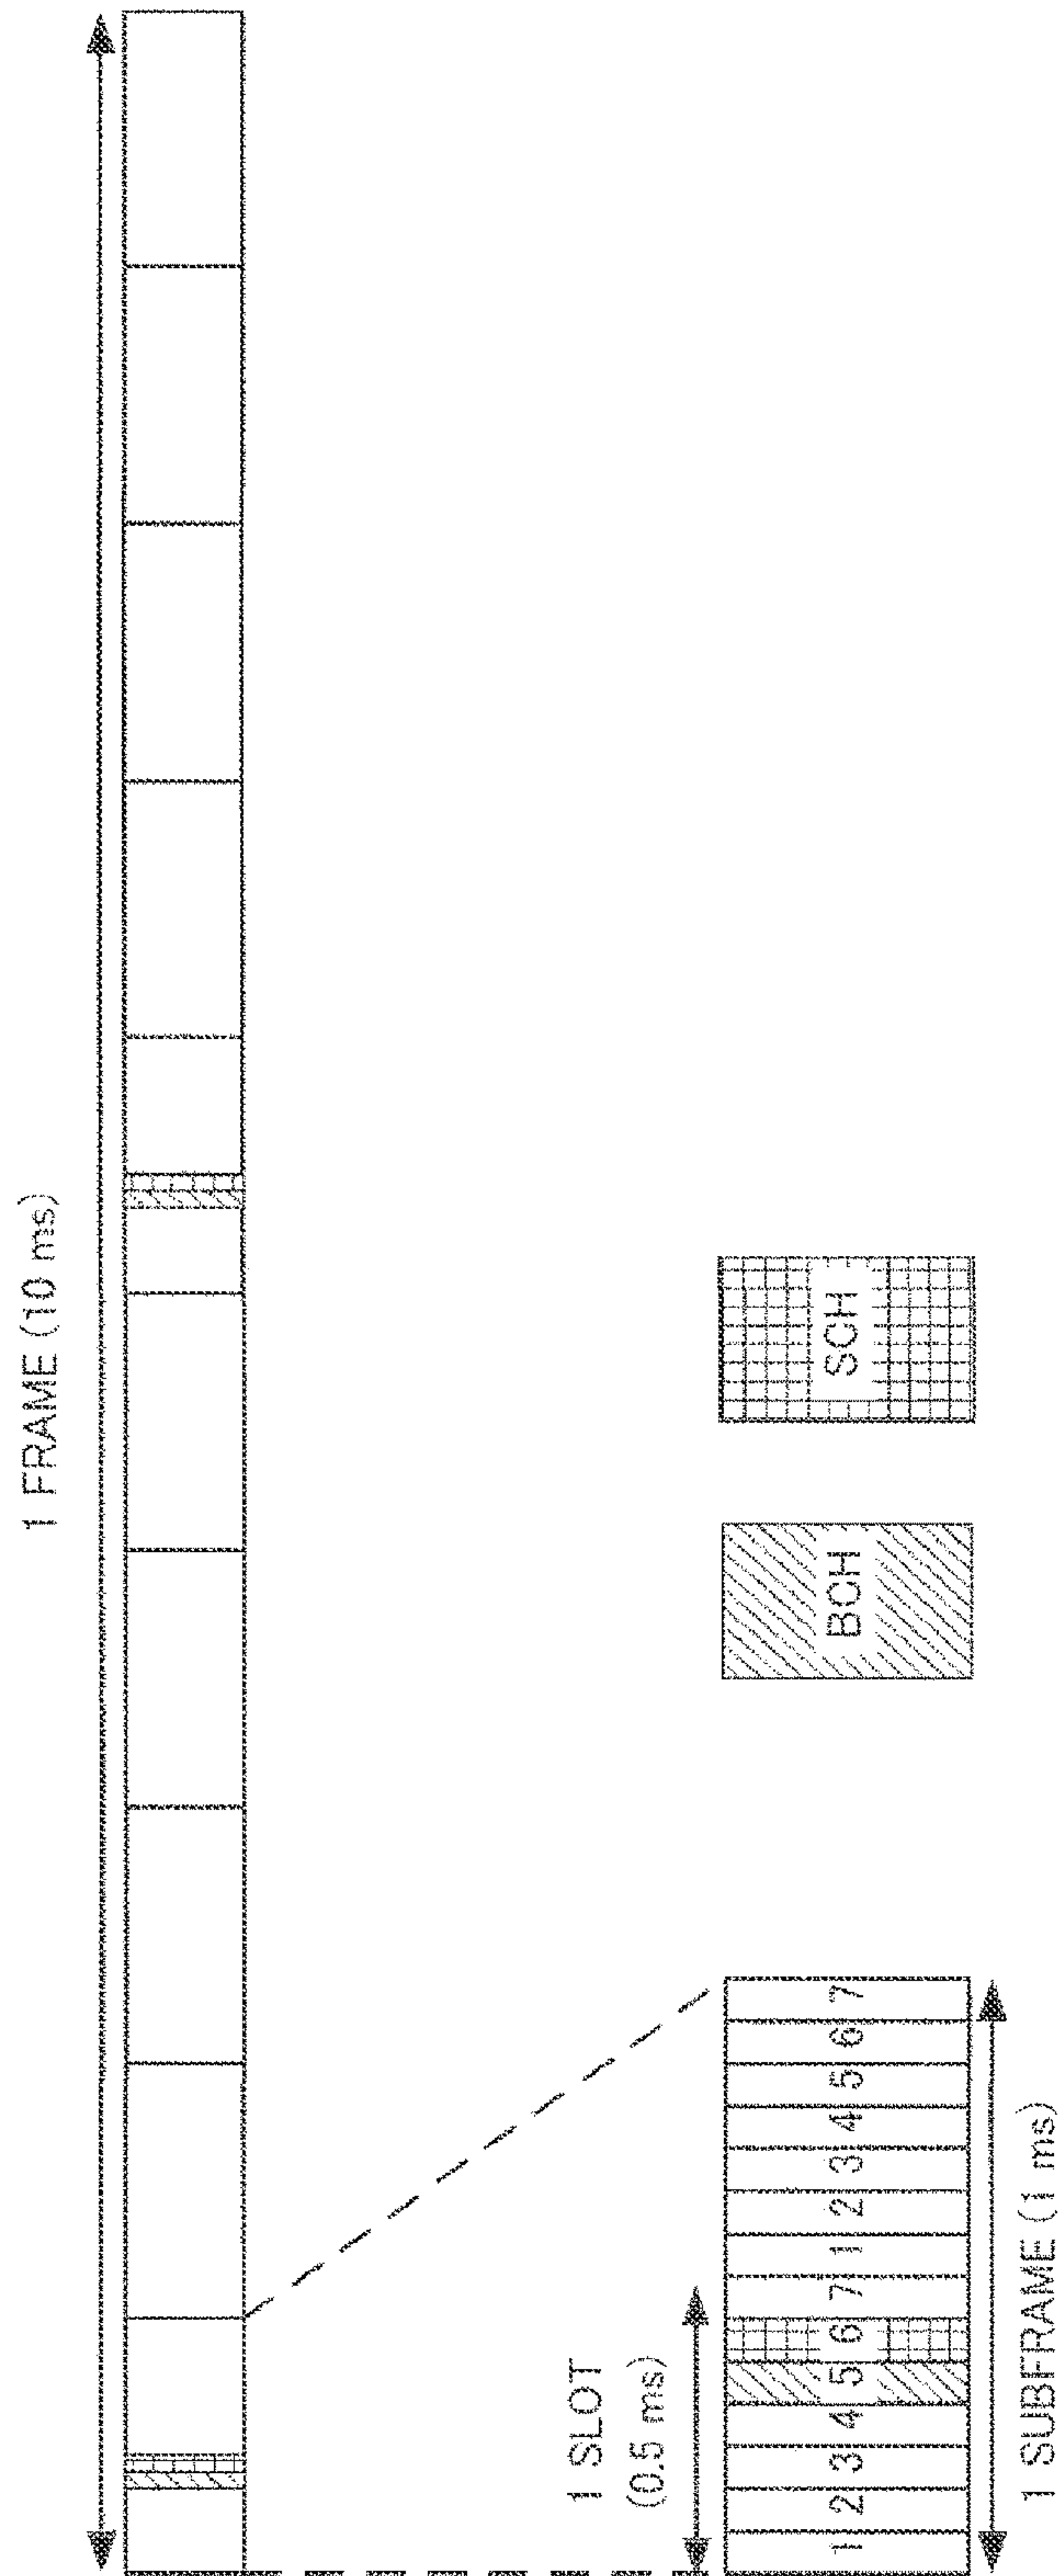 1 FRAME (10 ms)
1 SLOT
(0.5 ms)
1 2 3 4 5 6 7 1 2 3 4 5 6 7
1 SUBFRAME (1 ms)
BCH
SCH